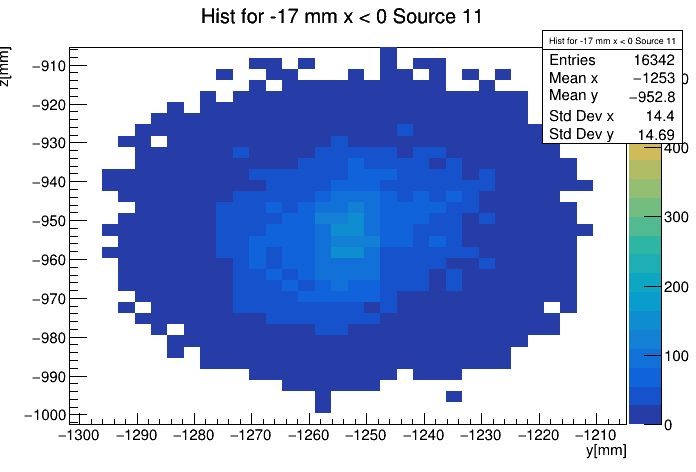 Hist for -17 mm x < 0 Source 11
Hist for -17 mm x < 0 Source 11
Entries 16342
Mean x −1253
Mean y −952.8
Std Dev x 14.4
Std Dev y 14.69
z[mm]
−910
−920
−930
−940
−950
−960
−970
−980
−990
−1000
−1300 −1290 −1280 −1270 −1260 −1250 −1240 −1230 −1220 −1210
y[mm]
400
300
200
100
0